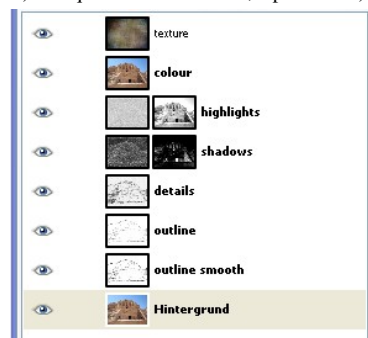 texture
colour
highlights
shadows
details
outline
outline smooth
Hintergrund